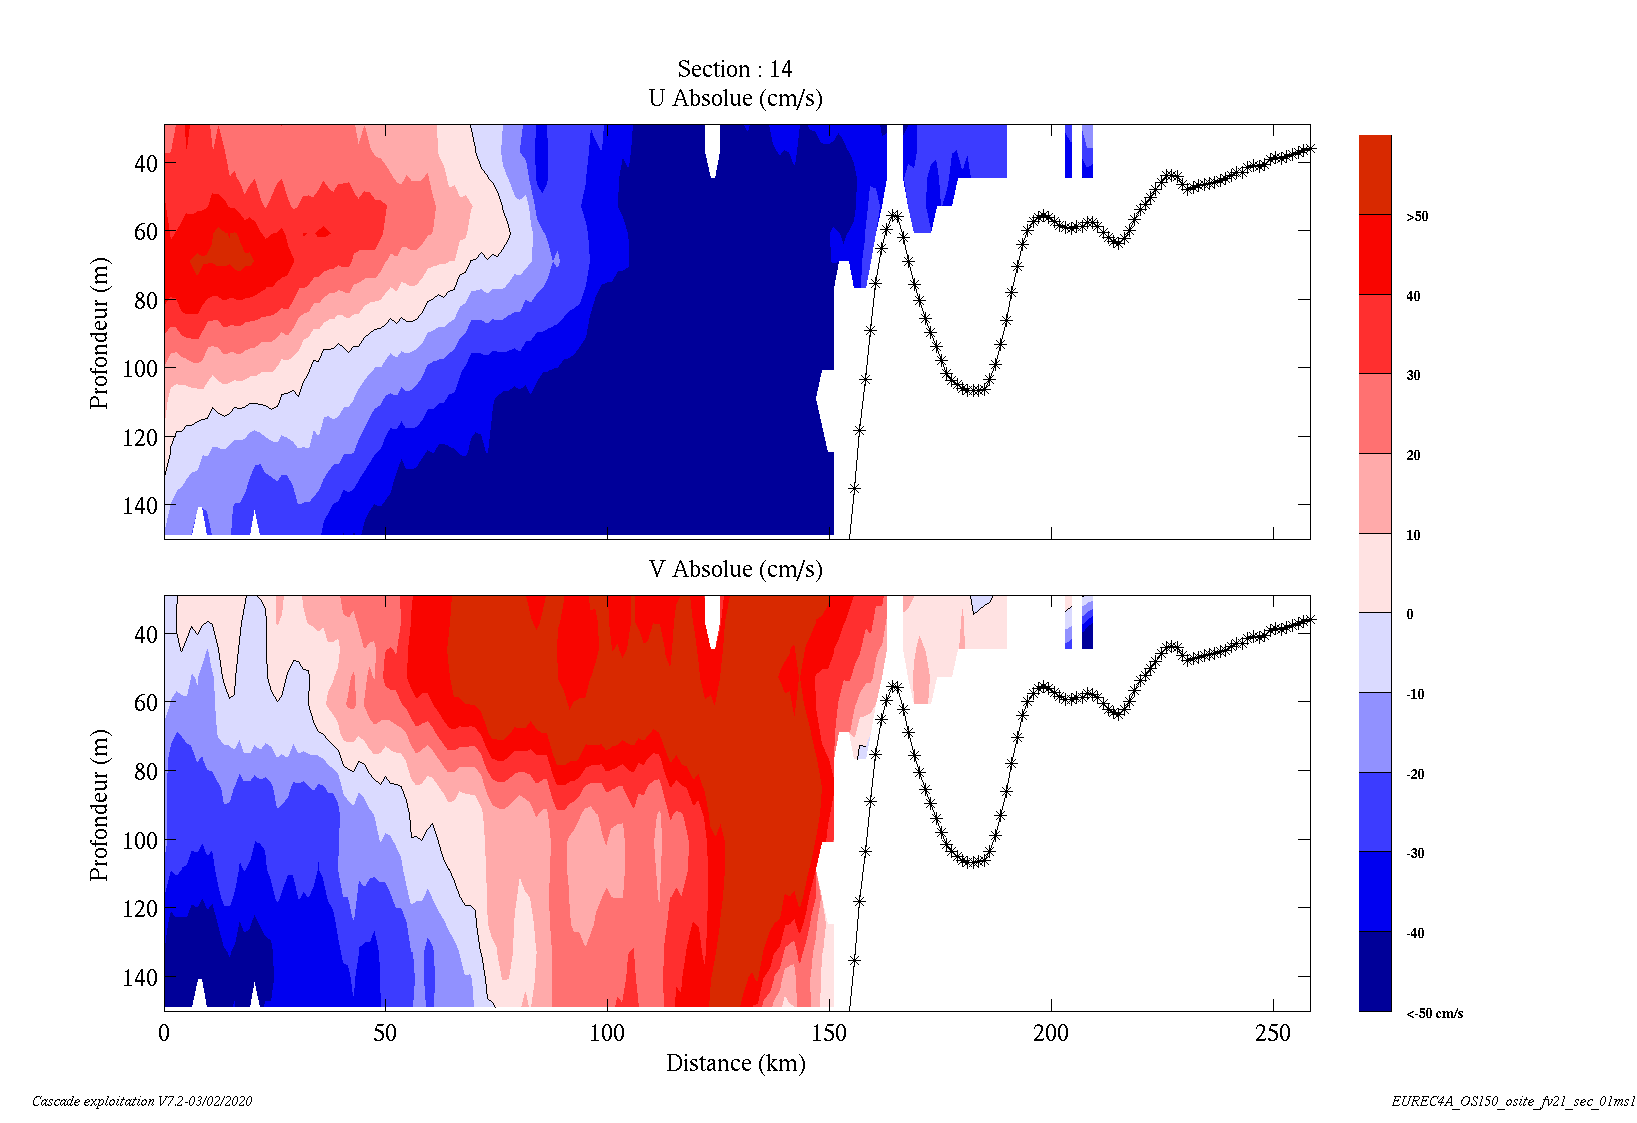 Section : 14
U Absolue (cm/s)
40
60
80
100
120
140
Profondeur (m)
>50
40
30
20
10
0
-10
-20
-30
-40
<-50 cm/s
V Absolue (cm/s)
40
60
80
100
120
140
Profondeur (m)
0 50 100 150 200 250
Distance (km)
Cascade exploitation V7.2-03/02/2020
EUREC4A_OS150_osite_fv21_sec_01ms1